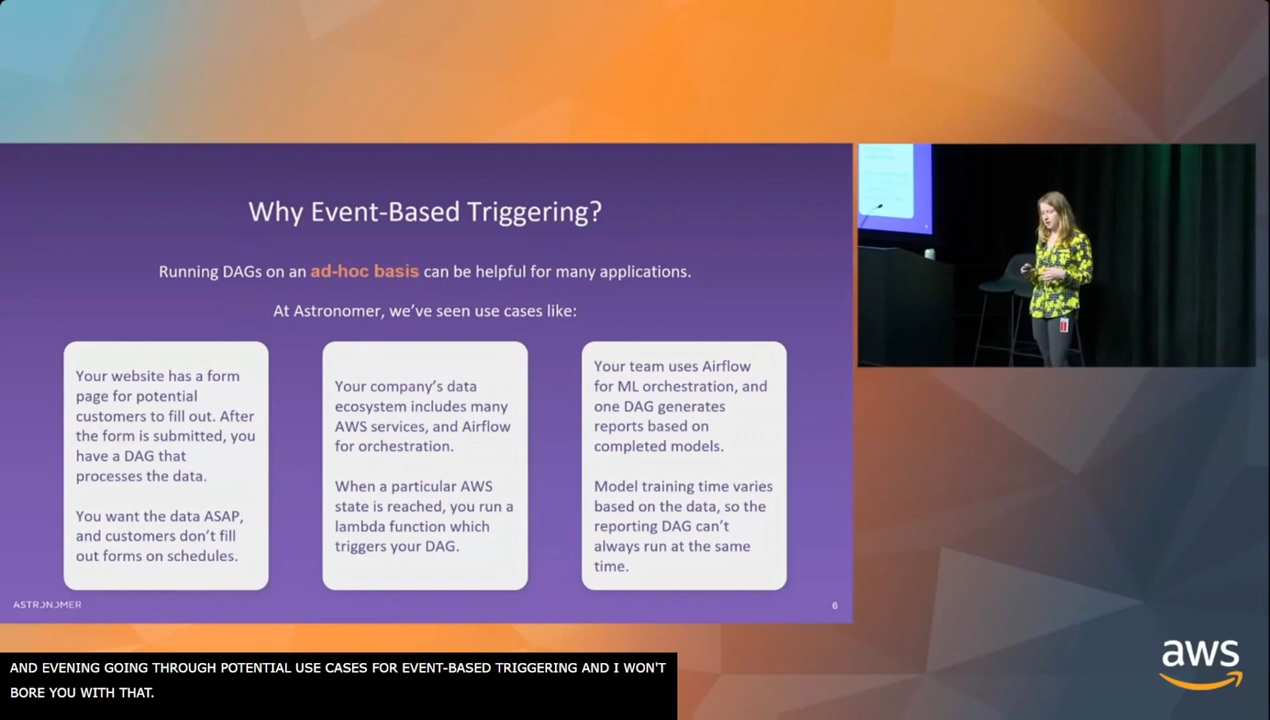 Why Event-Based Triggering?
Running DAGs on an ad-hoc basis can be helpful for many applications.
At Astronomer, we've seen use cases like:
Your website has a form
page for potential
customers to fill out. After
the form is submitted, you
have a DAG that
processes the data.
You want the data ASAP,
and customers don't fill
out forms on schedules.
Your company's data
ecosystem includes many
AWS services, and Airflow
for orchestration.
When a particular AWS
state is reached, you run a
lambda function which
triggers your DAG.
Your team uses Airflow
for ML orchestration, and
one DAG generates
reports based on
completed models.
Model training time varies
based on the data, so the
reporting DAG can't
always run at the same
time.
ASTRONOMER
6
AND EVENING GOING THROUGH POTENTIAL USE CASES FOR EVENT-BASED TRIGGERING AND I WON'T
BORE YOU WITH THAT.
aws